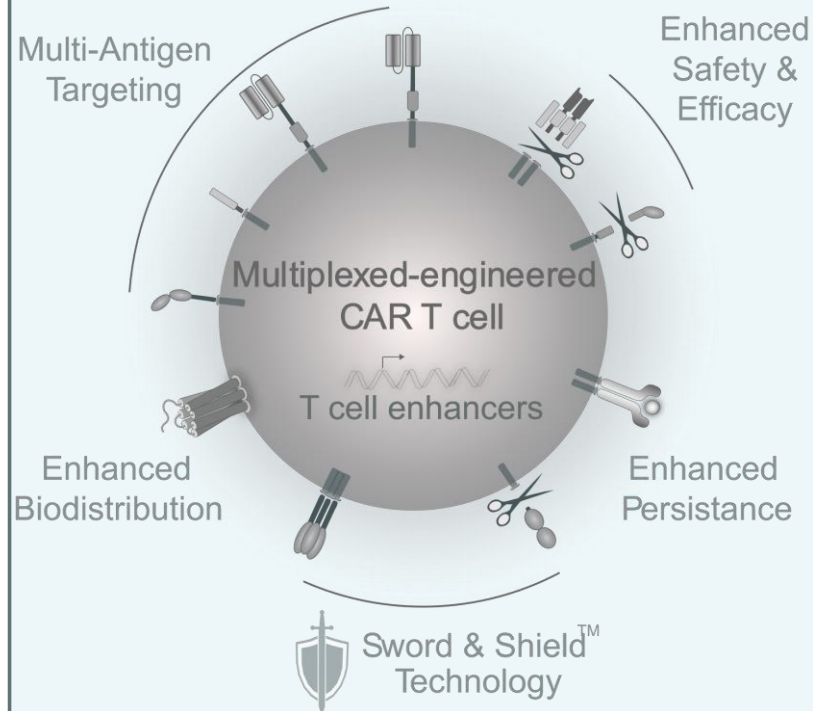 Multi-Antigen
Targeting
Enhanced
Safety &
Efficacy
Multiplexed-engineered
CAR T cell
T cell enhancers
Enhanced
Biodistribution
Enhanced
Persistance
Sword & Shield™
Technology